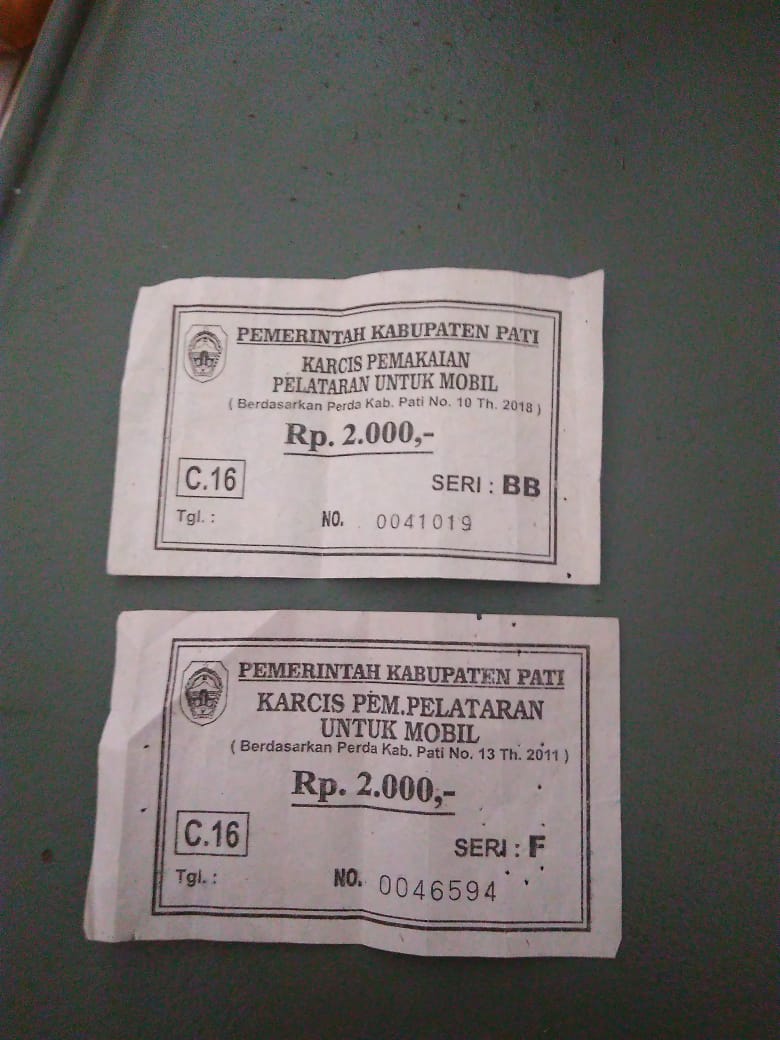 PEMERINTAH KABUPATEN PATI
KARCIS PEMAKAIAN
PELATARAN UNTUK MOBIL
( Berdasarkan Perda Kab. Pati No. 10 Th. 2018 )
Rp. 2.000,-
C.16
SERI : BB
Tgl. :
NO. 0041019
PEMERINTAH KABUPATEN PATI
KARCIS PEM.PELATARAN
UNTUK MOBIL
( Berdasarkan Perda Kab. Pati No. 13 Th. 2011 )
Rp. 2.000,-
C.16
SERI : F
Tgl. :
NO. 0046594